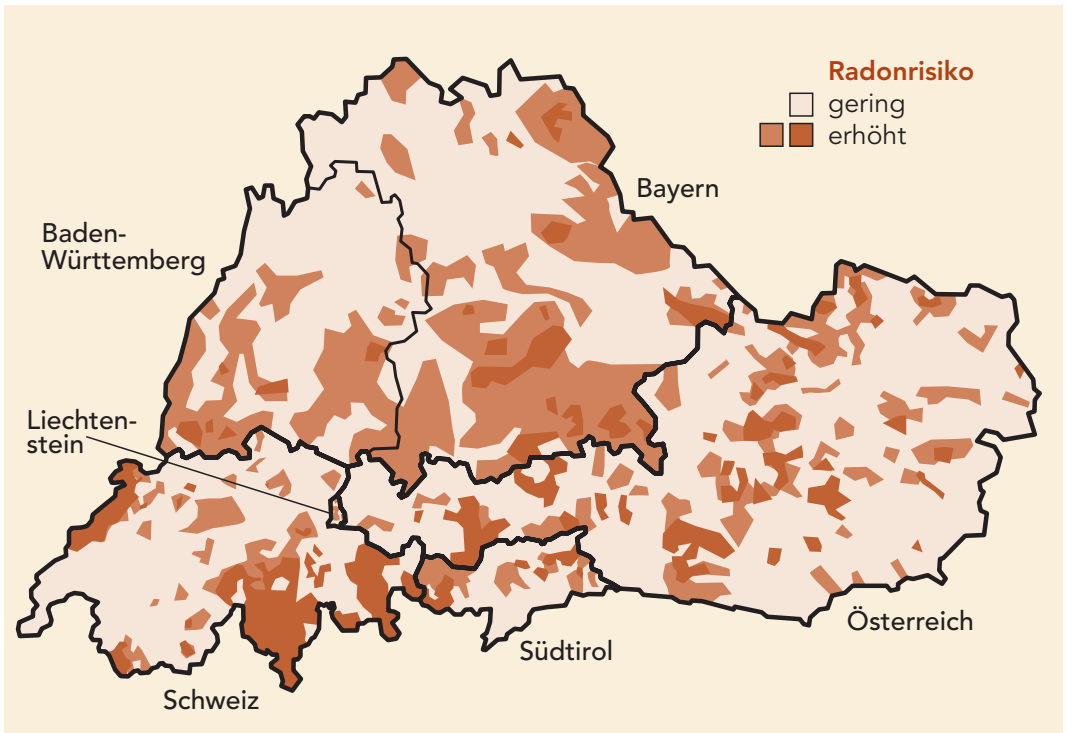 Radonrisiko
gering
erhöht
Bayern
Baden-
Württemberg
Liechten-
stein
Österreich
Südtirol
Schweiz